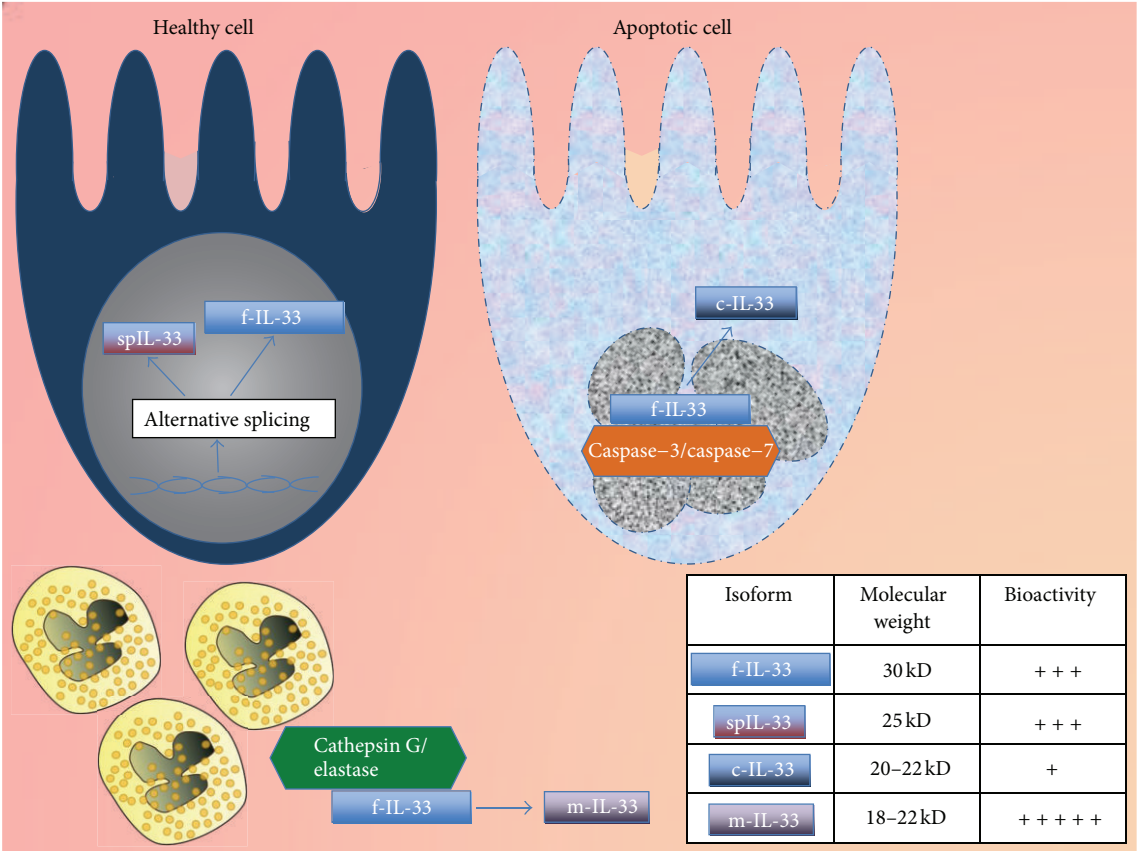 Healthy cell
Apoptotic cell
f-IL-33
spIL-33
Alternative splicing
c-IL-33
f-IL-33
Caspase−3/caspase−7
Cathepsin G/
elastase
f-IL-33
m-IL-33
Isoform
Molecular
weight
Bioactivity
f-IL-33
30 kD
+ + +
spIL-33
25 kD
+ + +
c-IL-33
20–22 kD
+
m-IL-33
18–22 kD
+ + + + +